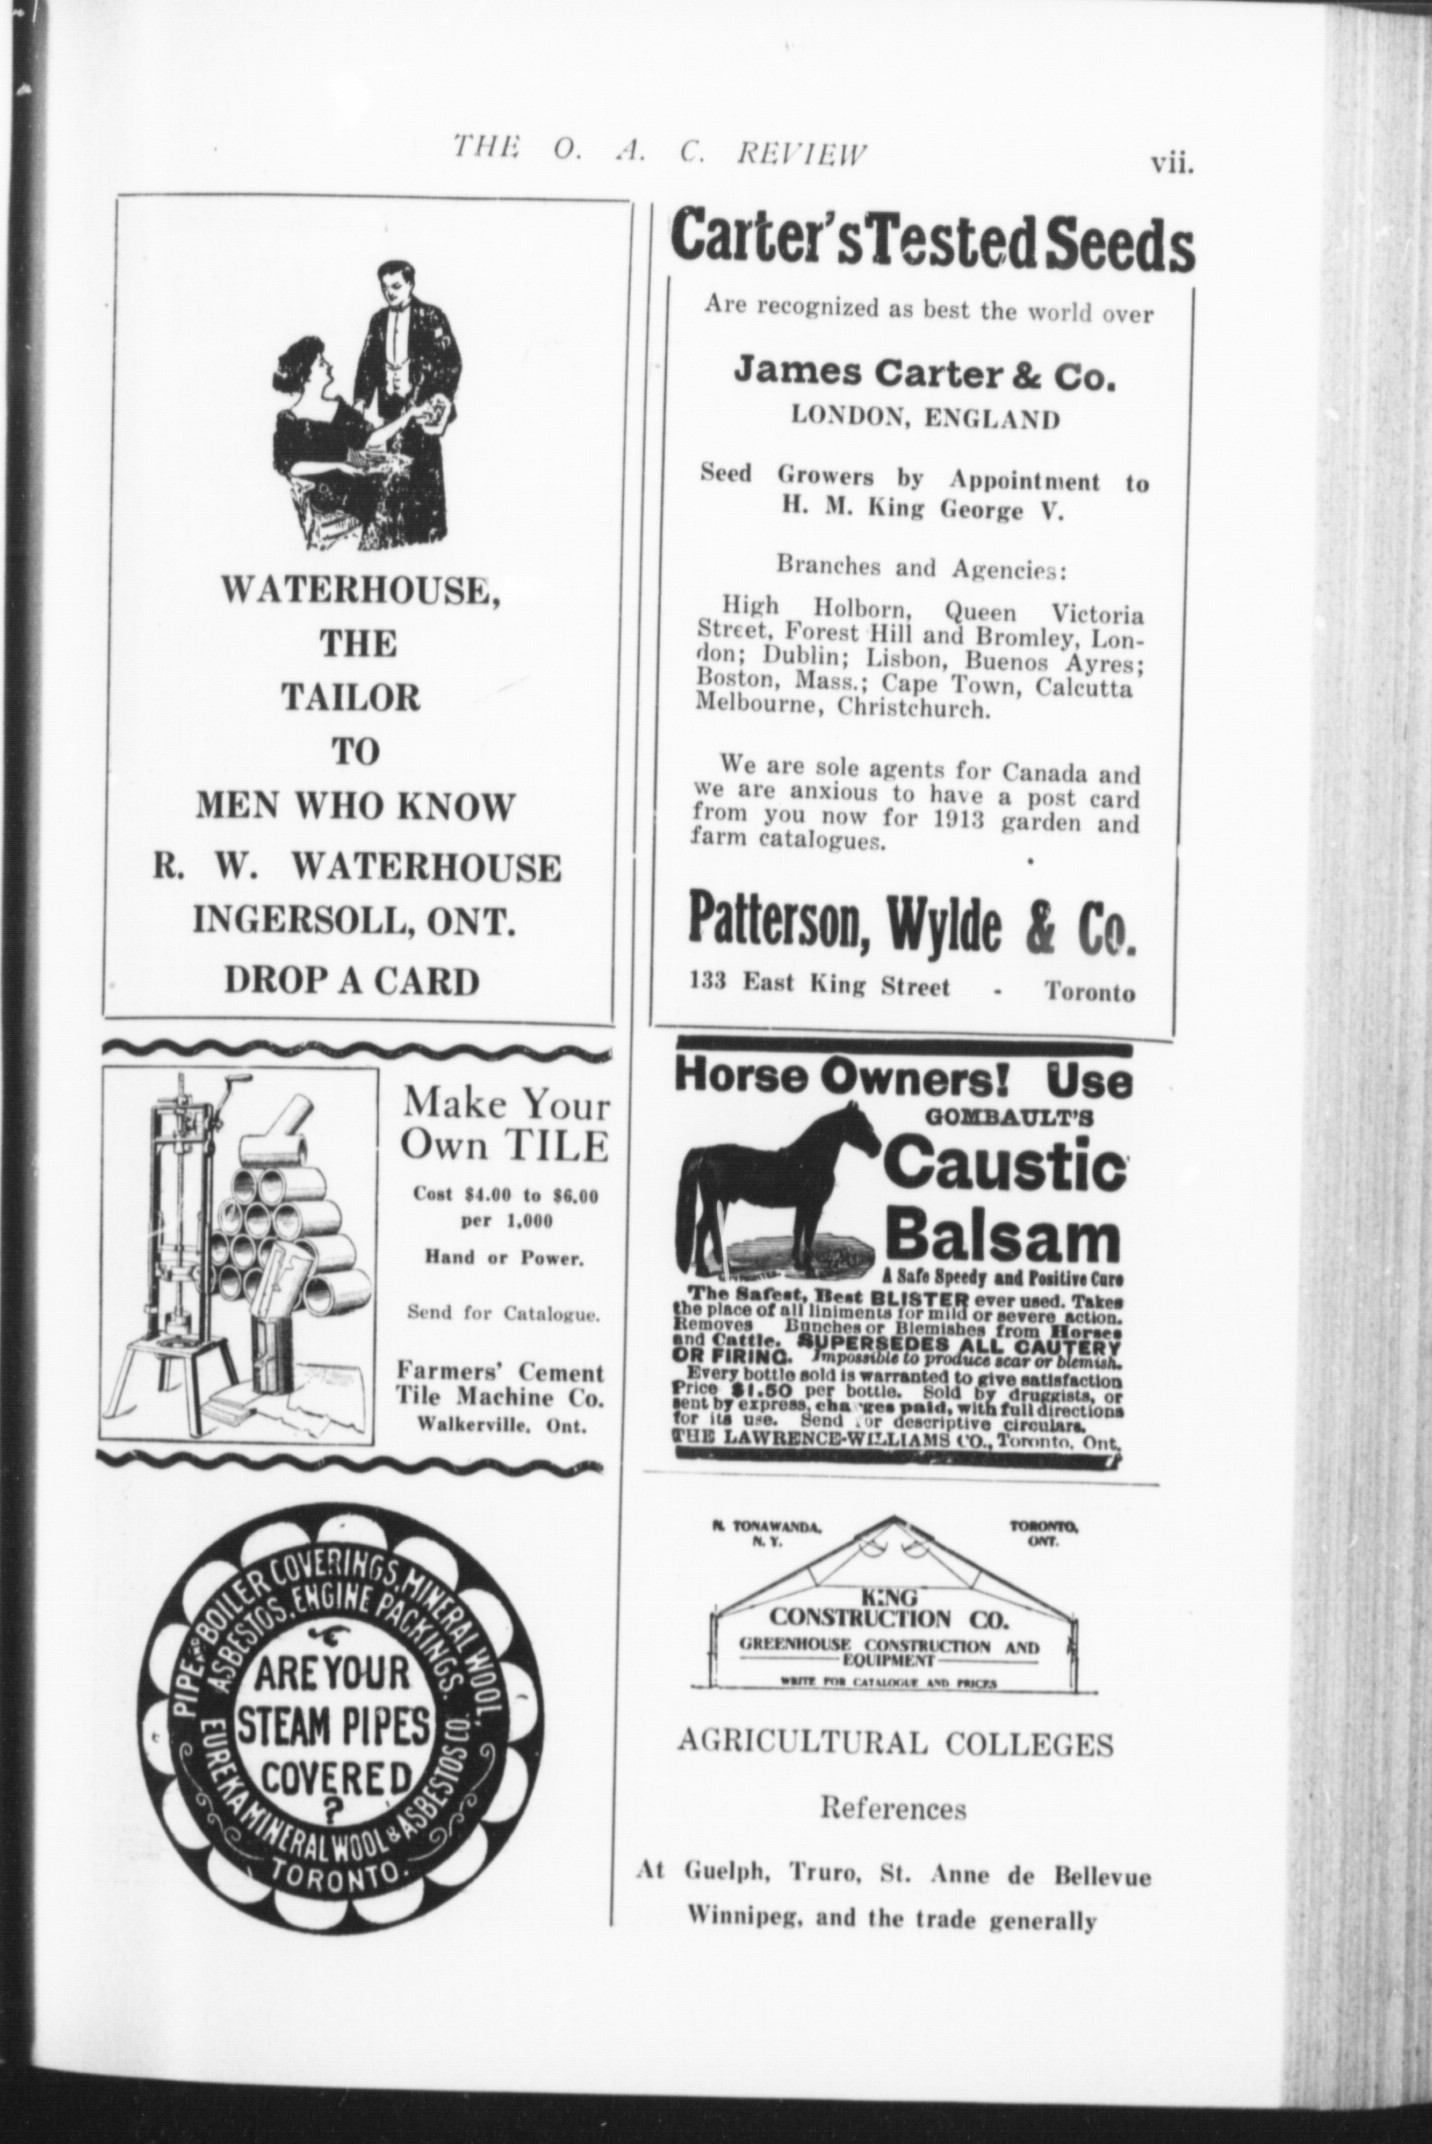 THE O. A. C. REVIEW
vii.
WATERHOUSE,
THE
TAILOR
TO
MEN WHO KNOW
R. W. WATERHOUSE
INGERSOLL, ONT.
DROP A CARD
Carter's Tested Seeds
Are recognized as best the world over
James Carter & Co.
LONDON, ENGLAND
Seed Growers by Appointment to
H. M. King George V.
Branches and Agencies:
High Holborn, Queen Victoria
Street, Forest Hill and Bromley, Lon-
don; Dublin; Lisbon, Buenos Ayres;
Boston, Mass.; Cape Town, Calcutta
Melbourne, Christchurch.
We are sole agents for Canada and
we are anxious to have a post card
from you now for 1913 garden and
farm catalogues.
Patterson, Wylde & Co.
133 East King Street - Toronto
Make Your
Own TILE
Cost $4.00 to $6.00
per 1,000
Hand or Power.
Send for Catalogue.
Farmers' Cement
Tile Machine Co.
Walkerville, Ont.
Horse Owners! Use
GOMBAULT'S
Caustic
Balsam
A Safe Speedy and Positive Cure
The Safest, Best BLISTER ever used. Takes
the place of all liniments for mild or severe action.
Removes Bunches or Blemishes from Horses
and Cattle. SUPERSEDES ALL CAUTERY
OR FIRING. Impossible to produce scar or blemish.
Every bottle sold is warranted to give satisfaction
Price $1.50 per bottle. Sold by druggists, or
sent by express, charges paid, with full directions
for its use. Send for descriptive circulars.
THE LAWRENCE-WILLIAMS CO., Toronto, Ont.
PIPE & BOILER COVERINGS, MINERAL WOOL,
ASBESTOS, ENGINE PACKINGS.
ARE YOUR
STEAM PIPES
COVERED
?
EUREKA MINERAL WOOL & ASBESTOS CO.
TORONTO.
N. TONAWANDA,
N. Y.
TORONTO,
ONT.
KING
CONSTRUCTION CO.
GREENHOUSE CONSTRUCTION AND
EQUIPMENT
WRITE FOR CATALOGUE AND PRICES
AGRICULTURAL COLLEGES
References
At Guelph, Truro, St. Anne de Bellevue
Winnipeg, and the trade generally